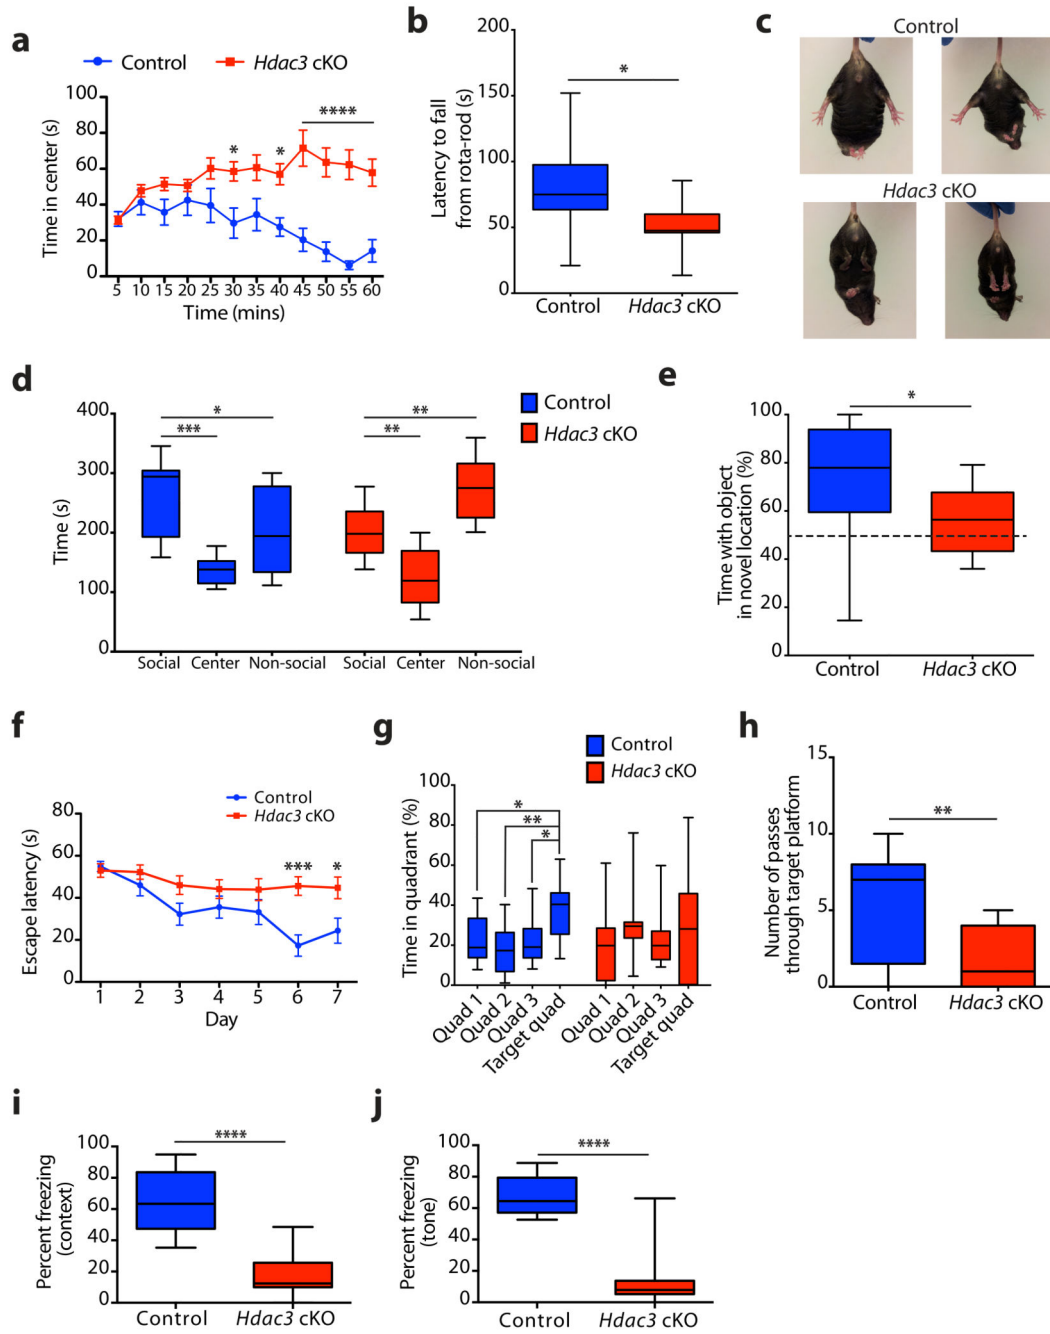 a
Control
Hdac3 cKO
Time in center (s)
100
80
60
40
20
0
*
*
****
5 10 15 20 25 30 35 40 45 50 55 60
Time (mins)
b
Latency to fall
from rota-rod (s)
200
150
100
50
0
*
Control
Hdac3 cKO
c
Control
Hdac3 cKO
d
Time (s)
400
300
200
100
0
*
***
**
**
Control
Hdac3 cKO
Social Center Non-social Social Center Non-social
e
Time with object
in novel location (%)
100
80
60
40
20
0
*
Control
Hdac3 cKO
f
Control
Hdac3 cKO
Escape latency (s)
80
60
40
20
0
***
*
1 2 3 4 5 6 7
Day
g
Control
Hdac3 cKO
Time in quadrant (%)
100
80
60
40
20
0
*
**
*
Quad 1
Quad 2
Quad 3
Target quad
Quad 1
Quad 2
Quad 3
Target quad
h
Number of passes
through target platform
15
10
5
0
**
Control
Hdac3 cKO
i
Percent freezing
(context)
100
80
60
40
20
0
****
Control
Hdac3 cKO
j
Percent freezing
(tone)
100
80
60
40
20
0
****
Control
Hdac3 cKO